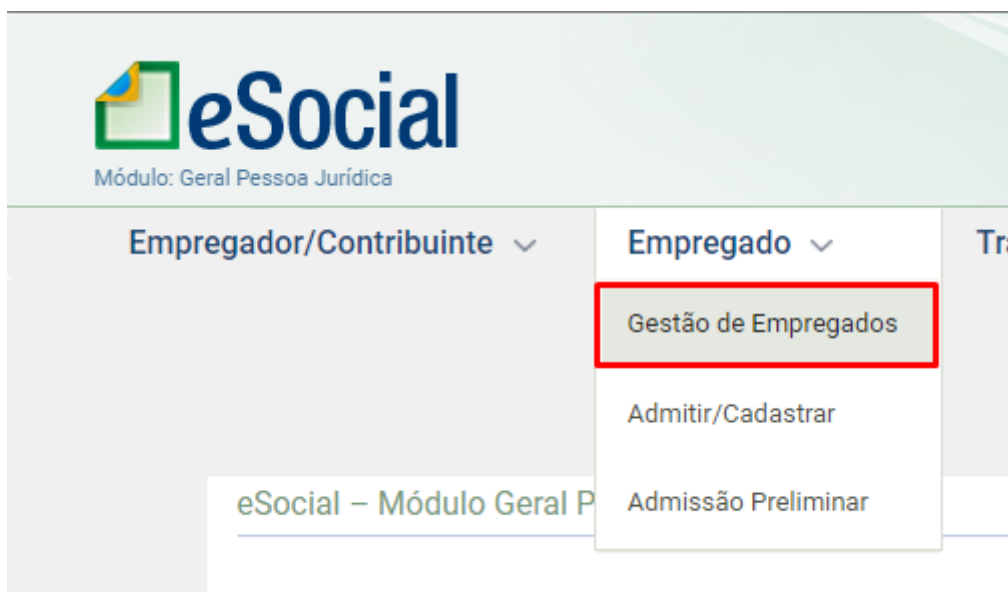 eSocial
Módulo: Geral Pessoa Jurídica
Empregador/Contribuinte
Empregado
Gestão de Empregados
Admitir/Cadastrar
Admissão Preliminar
eSocial – Módulo Geral P